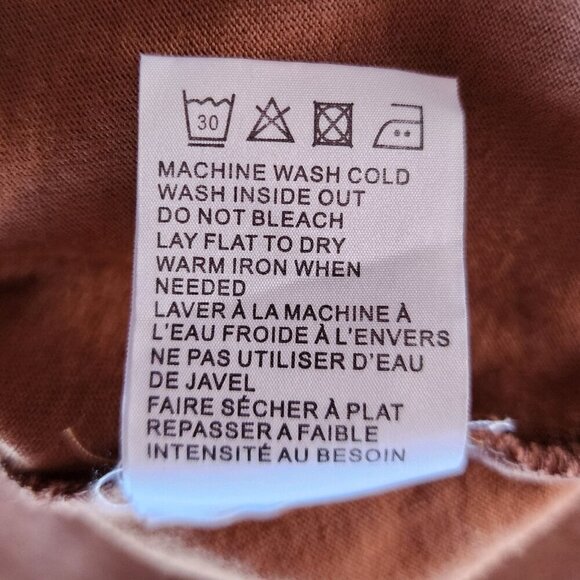 30
MACHINE WASH COLD
WASH INSIDE OUT
DO NOT BLEACH
LAY FLAT TO DRY
WARM IRON WHEN
NEEDED
LAVER À LA MACHINE À
L'EAU FROIDE À L'ENVERS
NE PAS UTILISER D'EAU
DE JAVEL
FAIRE SÉCHER À PLAT
REPASSER A FAIBLE
INTENSITÉ AU BESOIN